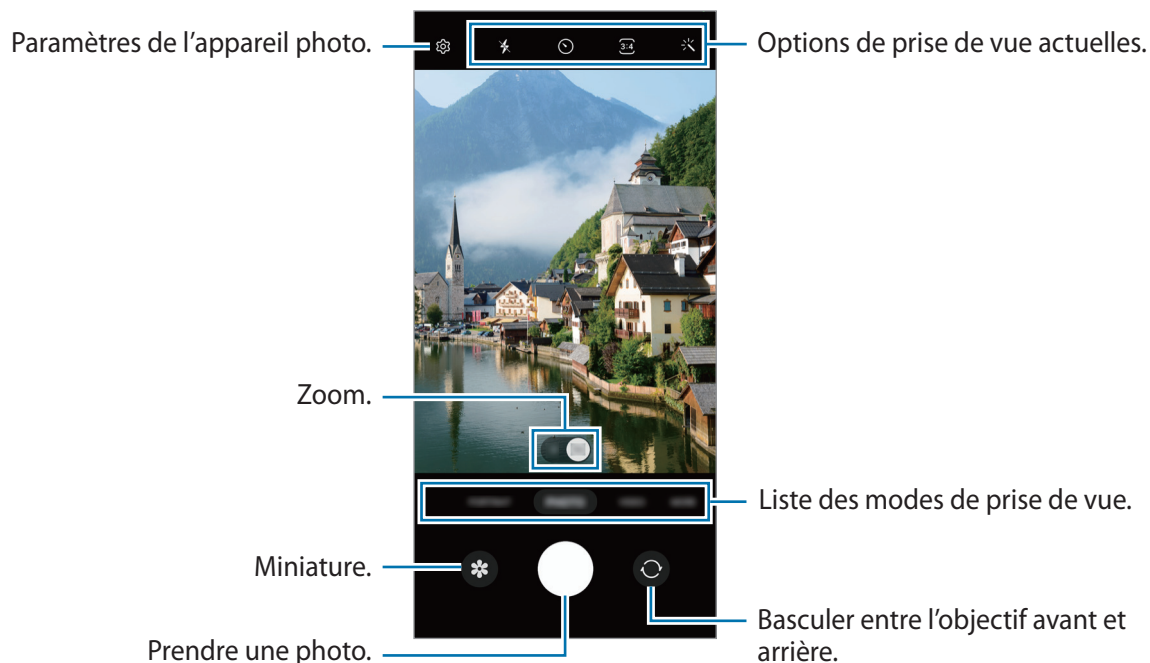 Paramètres de l’appareil photo.
3:4
Options de prise de vue actuelles.
Zoom.
Liste des modes de prise de vue.
Miniature.
Basculer entre l’objectif avant et
arrière.
Prendre une photo.